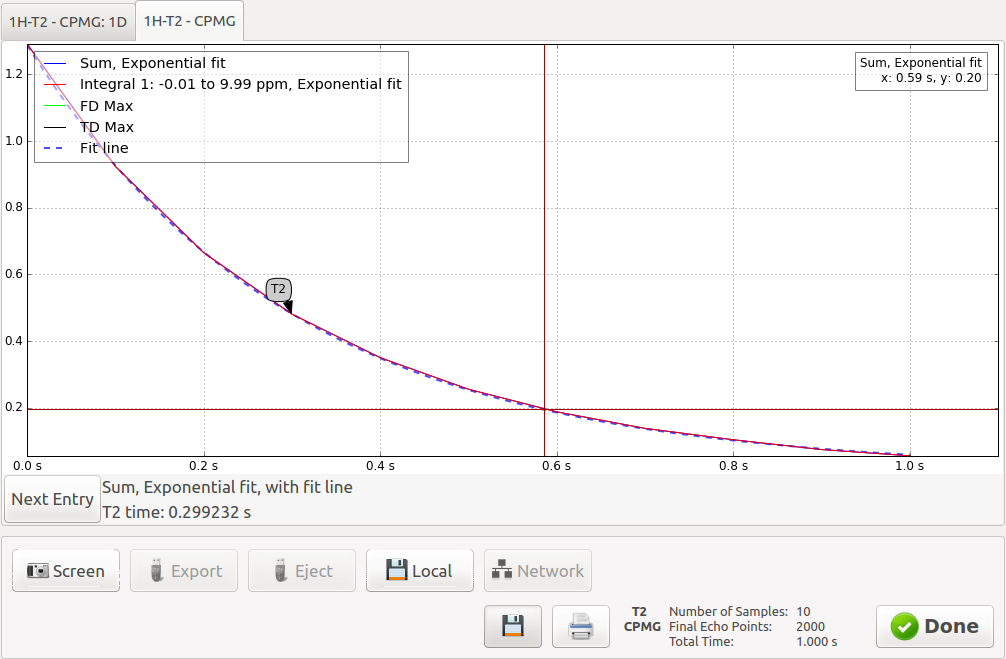 1H-T2 - CPMG: 1D
1H-T2 - CPMG
Sum, Exponential fit
Integral 1: -0.01 to 9.99 ppm, Exponential fit
FD Max
TD Max
Fit line
Sum, Exponential fit
x: 0.59 s, y: 0.20
1.2
1.0
0.8
0.6
0.4
0.2
T2
0.0 s
0.2 s
0.4 s
0.6 s
0.8 s
1.0 s
Next Entry
Sum, Exponential fit, with fit line
T2 time: 0.299232 s
Screen
Export
Eject
Local
Network
T2
CPMG
Number of Samples: 10
Final Echo Points: 2000
Total Time: 1.000 s
Done